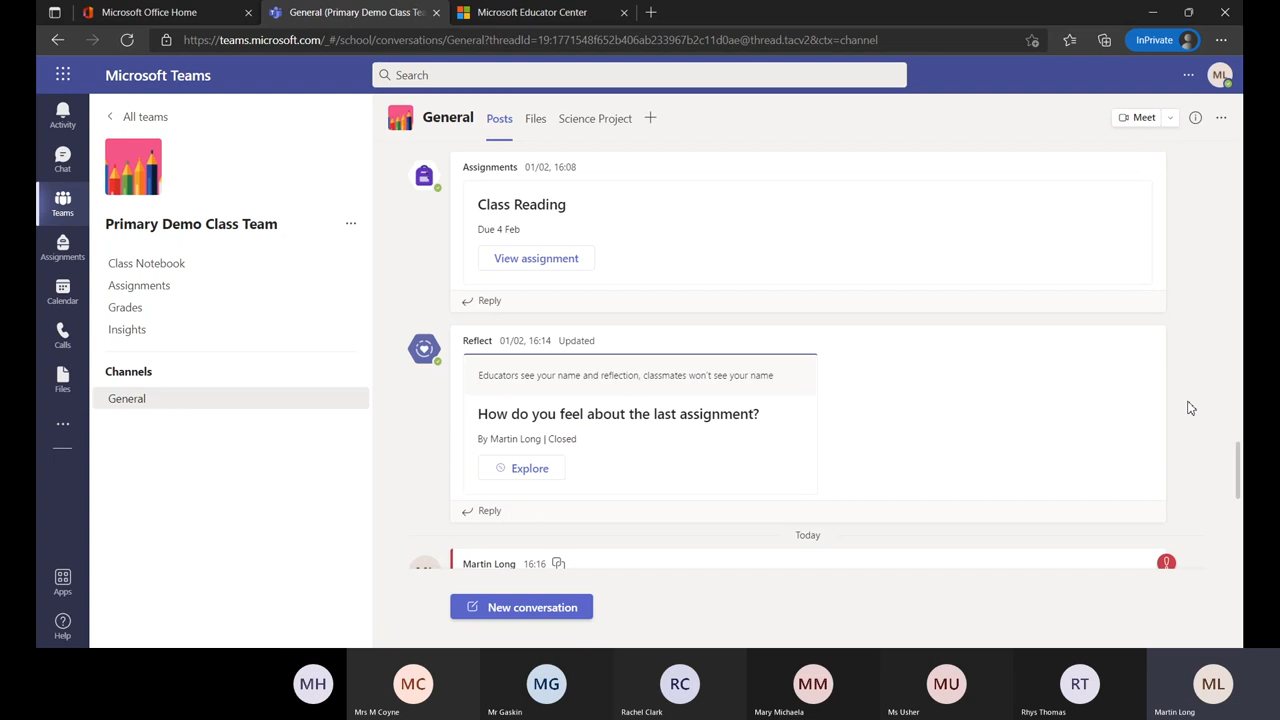 Microsoft Office Home
General (Primary Demo Class Te
Microsoft Educator Center
https://teams.microsoft.com/_#/school/conversations/General?threadId=19:1771548f652b406ab233967b2c11d0ae@thread.tacv2&ctx=channel
InPrivate
Microsoft Teams
Search
ML
Activity
Chat
Teams
Assignments
Calendar
Calls
Files
Apps
Help
All teams
Primary Demo Class Team
Class Notebook
Assignments
Grades
Insights
Channels
General
General
Posts
Files
Science Project
Meet
Assignments 01/02, 16:08
Class Reading
Due 4 Feb
View assignment
Reply
Reflect 01/02, 16:14 Updated
Educators see your name and reflection, classmates won't see your name
How do you feel about the last assignment?
By Martin Long | Closed
Explore
Reply
Today
Martin Long 16:16
New conversation
MH
MC
Mrs M Coyne
MG
Mr Gaskin
RC
Rachel Clark
MM
Mary Michaela
MU
Ms Usher
RT
Rhys Thomas
ML
Martin Long